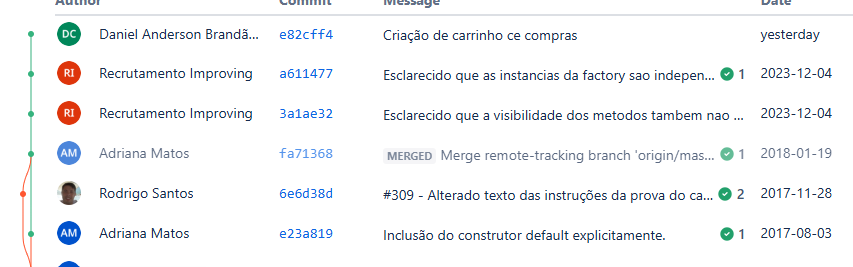 Author Commit Message Date
DC Daniel Anderson Brandã... e82cff4 Criação de carrinho ce compras yesterday
RI Recrutamento Improving a611477 Esclarecido que as instancias da factory sao indepen... 1 2023-12-04
RI Recrutamento Improving 3a1ae32 Esclarecido que a visibilidade dos metodos tambem nao ... 2023-12-04
AM Adriana Matos fa71368 MERGED Merge remote-tracking branch 'origin/mas... 1 2018-01-19
Rodrigo Santos 6e6d38d #309 - Alterado texto das instruções da prova do ca... 2 2017-11-28
AM Adriana Matos e23a819 Inclusão do construtor default explicitamente. 1 2017-08-03